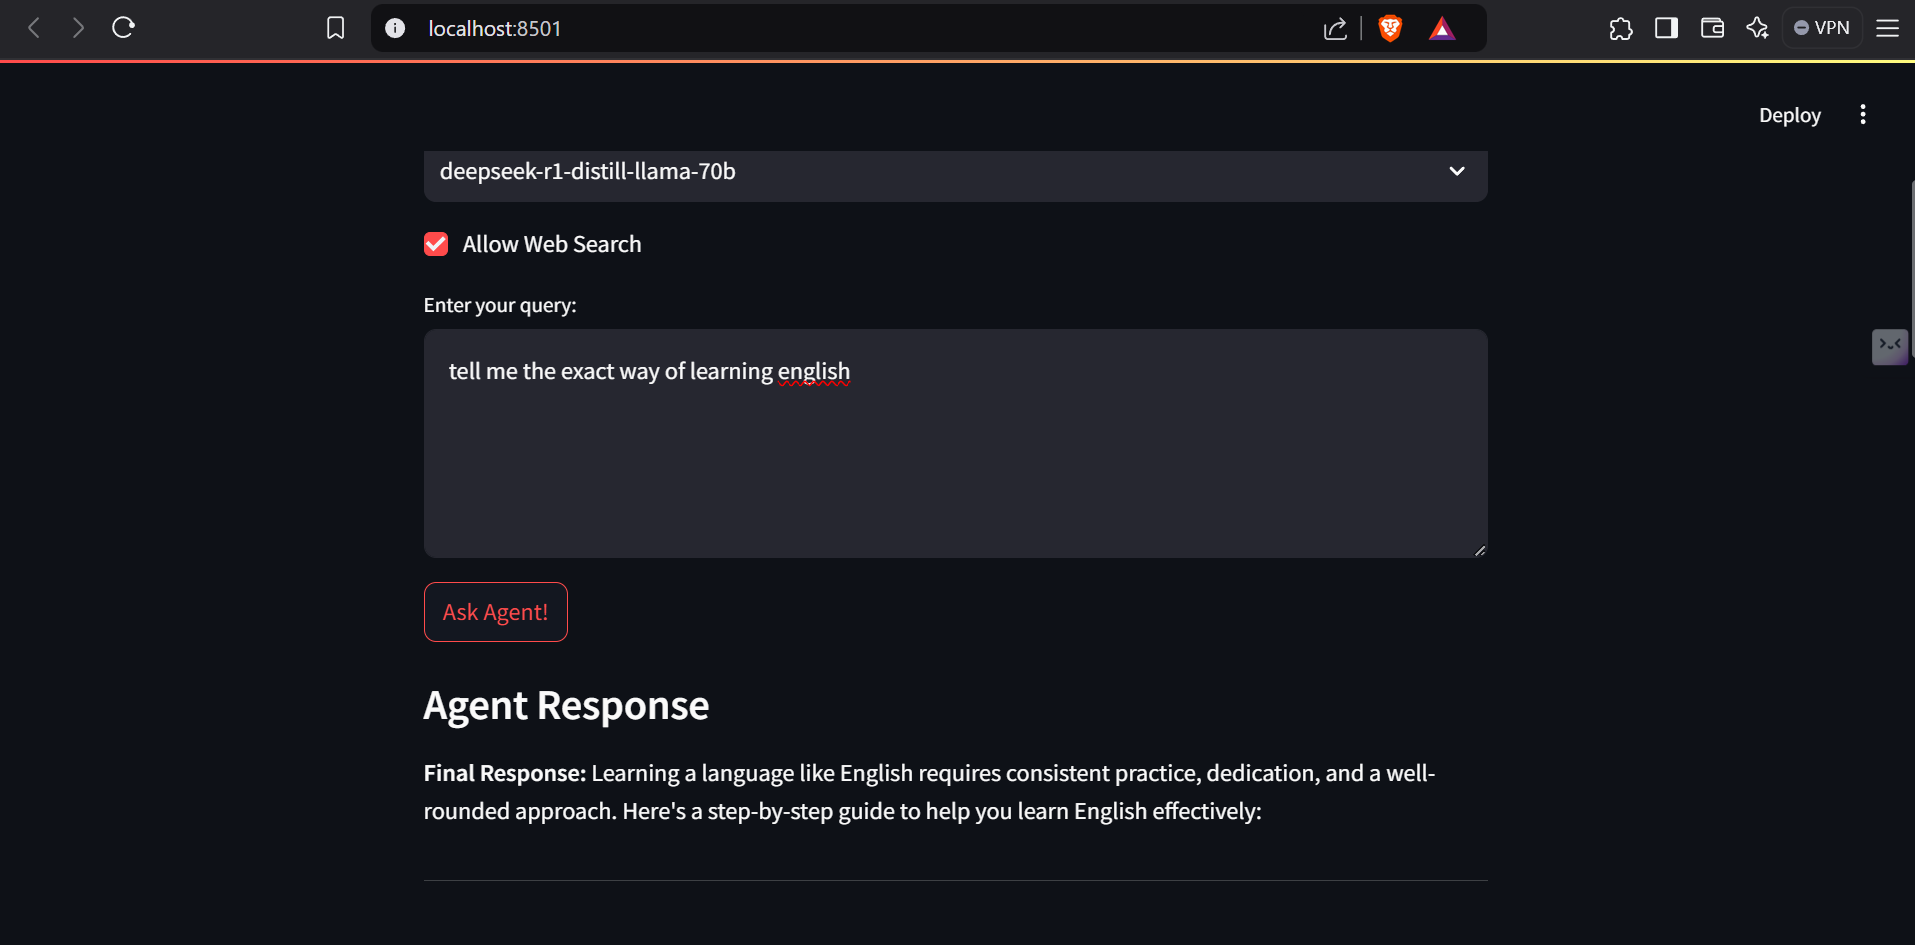 localhost:8501
VPN
Deploy
deepseek-r1-distill-llama-70b
Allow Web Search
Enter your query:
tell me the exact way of learning english
Ask Agent!
Agent Response
Final Response: Learning a language like English requires consistent practice, dedication, and a well-
rounded approach. Here's a step-by-step guide to help you learn English effectively: